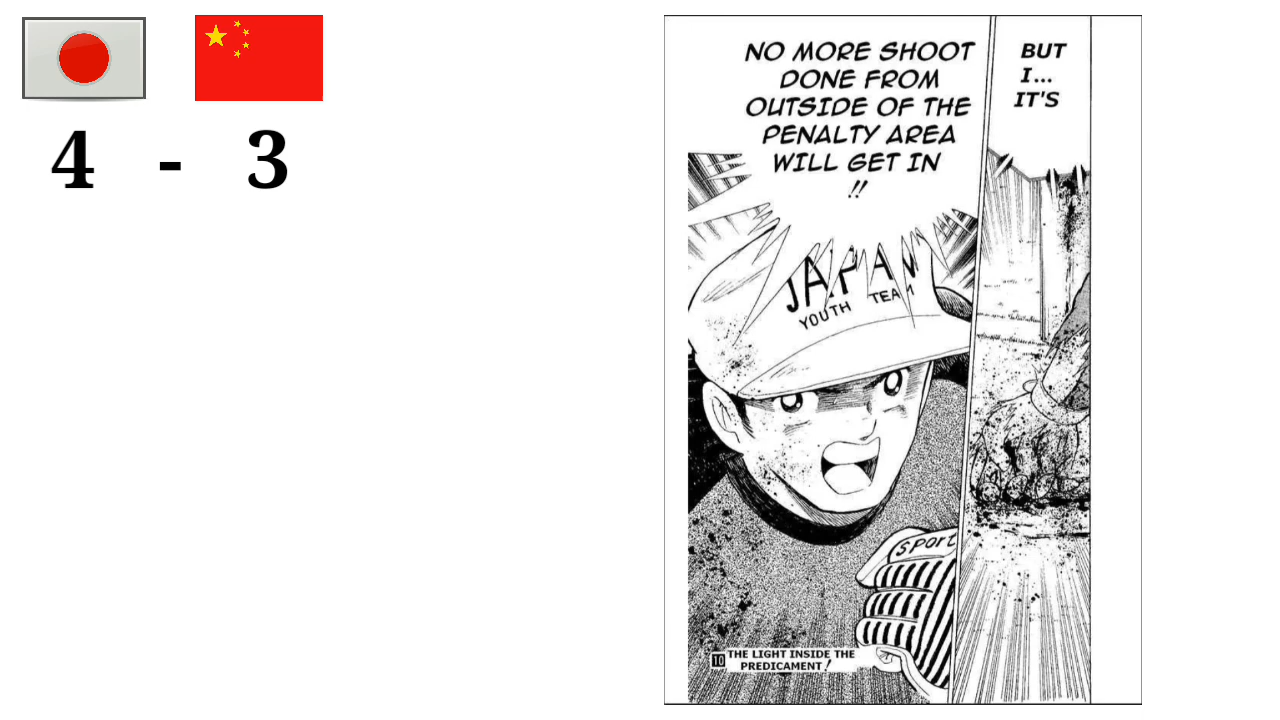 4 - 3
NO MORE SHOOT
DONE FROM
OUTSIDE OF THE
PENALTY AREA
WILL GET IN
!!
BUT
I...
IT'S
JAPAN
YOUTH TEAM
SPORT
10 THE LIGHT INSIDE THE
PREDICAMENT!